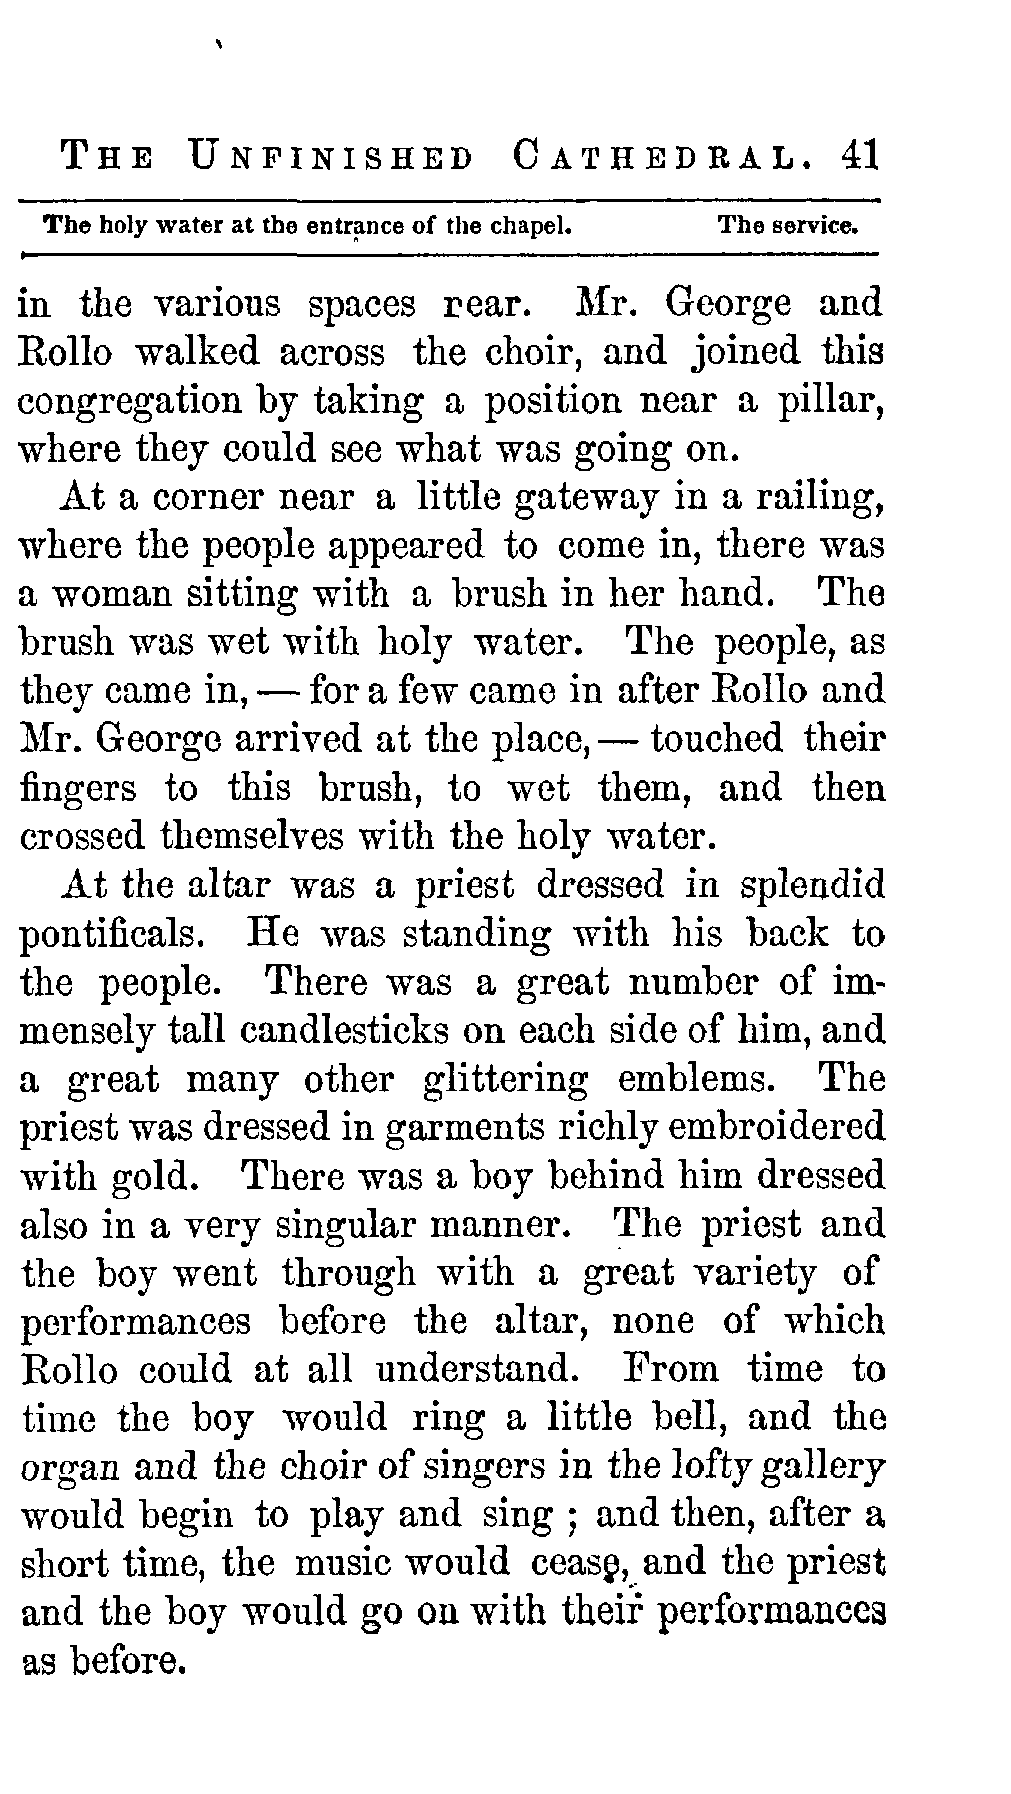 The Unfinished Cathedral. 41
The holy water at the entrance of the chapel. The service.
in the various spaces rear. Mr. George and
Rollo walked across the choir, and joined this
congregation by taking a position near a pillar,
where they could see what was going on.
At a corner near a little gateway in a railing,
where the people appeared to come in, there was
a woman sitting with a brush in her hand. The
brush was wet with holy water. The people, as
they came in, — for a few came in after Rollo and
Mr. George arrived at the place, — touched their
fingers to this brush, to wet them, and then
crossed themselves with the holy water.
At the altar was a priest dressed in splendid
pontificals. He was standing with his back to
the people. There was a great number of im-
mensely tall candlesticks on each side of him, and
a great many other glittering emblems. The
priest was dressed in garments richly embroidered
with gold. There was a boy behind him dressed
also in a very singular manner. The priest and
the boy went through with a great variety of
performances before the altar, none of which
Rollo could at all understand. From time to
time the boy would ring a little bell, and the
organ and the choir of singers in the lofty gallery
would begin to play and sing ; and then, after a
short time, the music would cease, and the priest
and the boy would go on with their performances
as before.